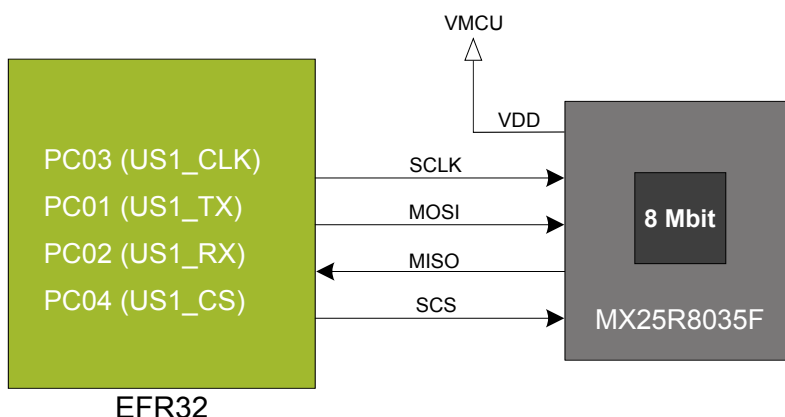 VMCU
VDD
PC03 (US1_CLK)
SCLK
PC01 (US1_TX)
MOSI
8 Mbit
PC02 (US1_RX)
MISO
PC04 (US1_CS)
SCS
MX25R8035F
EFR32